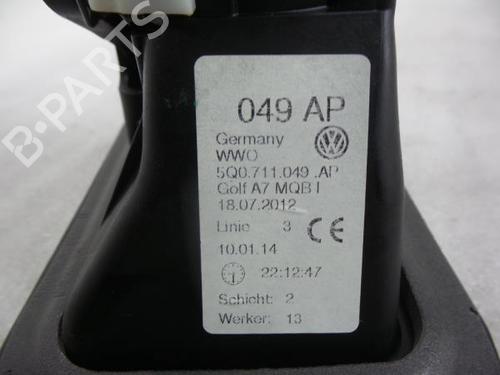 049 AP
Germany
WWO
5Q0.711.049 .AP
Golf A7 MQB I
18.07.2012
Linie 3 CE
10.01.14
22:12:47
Schicht: 2
Werker: 13
B-PARTS